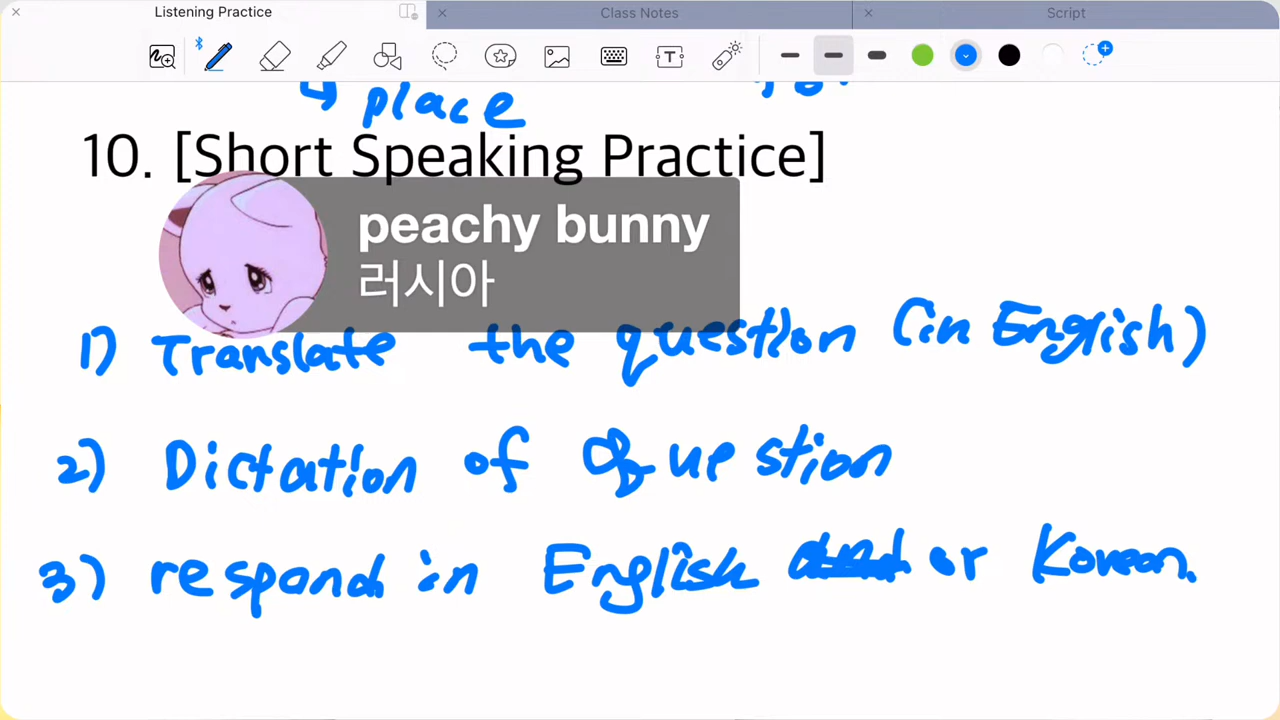 Listening Practice
Class Notes
Script
place
10. [Short Speaking Practice]
peachy bunny
러시아
1) Translate the question (in English)
2) Dictation of question
3) respond in English and or Korean.